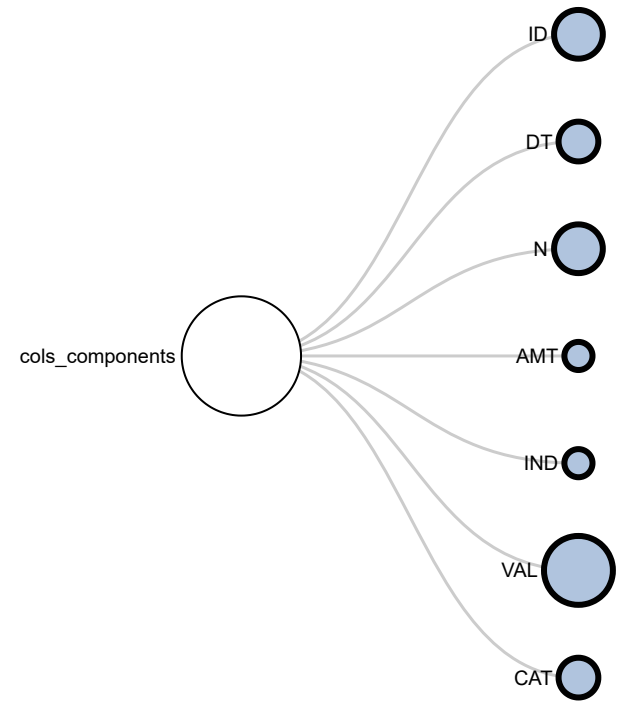 ID
DT
N
cols_components
AMT
IND
VAL
CAT